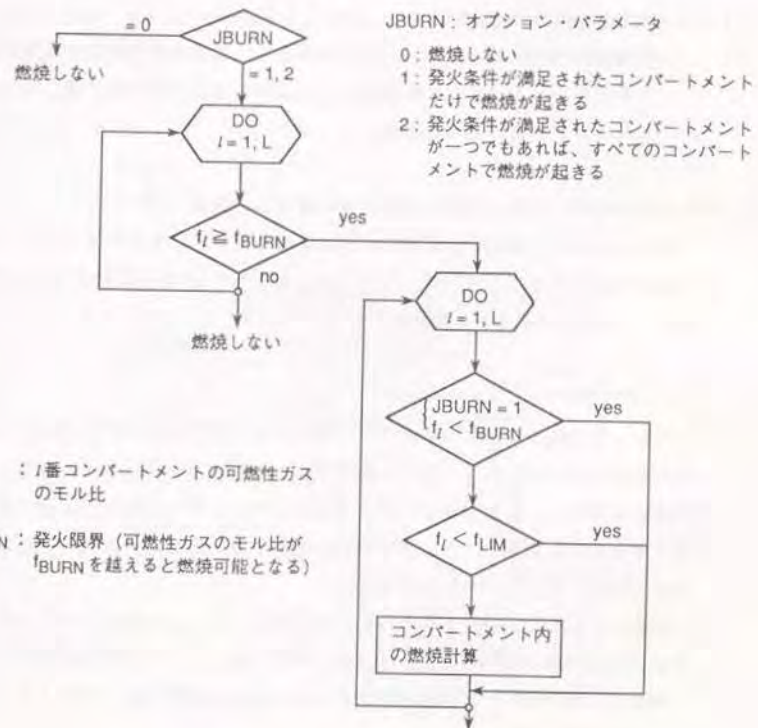 JBURN : オプション・パラメータ
0 : 燃焼しない
1 : 発火条件が満足されたコンパートメント
だけで燃焼が起きる
2 : 発火条件が満足されたコンパートメント
が一つでもあれば、すべてのコンパート
メントで燃焼が起きる
= 0
JBURN
燃焼しない
= 1, 2
DO
l = 1, L
yes
f_l ≧ f_BURN
no
燃焼しない
DO
l = 1, L
JBURN = 1
f_l < f_BURN
yes
: l番コンパートメントの可燃性ガス
のモル比
N : 発火限界（可燃性ガスのモル比が
f_BURN を越えると燃焼可能となる）
f_l < f_LIM
yes
コンパートメント内
の燃焼計算